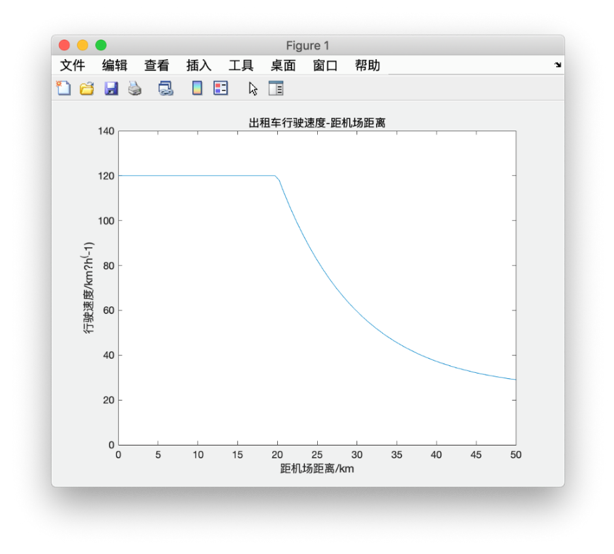 Figure 1
文件 编辑 查看 插入 工具 桌面 窗口 帮助
出租车行驶速度-距机场距离
140
120
100
80
60
40
20
0
行驶速度/km?h⁽-1)
0 5 10 15 20 25 30 35 40 45 50
距机场距离/km